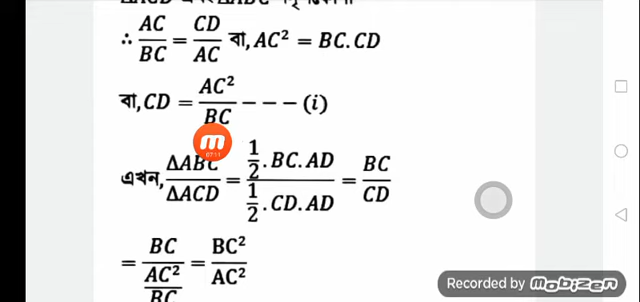 ∴ AC/BC = CD/AC বা, AC² = BC.CD
বা, CD = AC²/BC - - - (i)
এখন, ΔABC/ΔACD = (1/2 . BC. AD)/(1/2 . CD. AD) = BC/CD
= BC/(AC²/BC) = BC²/AC²
Recorded by mobizen